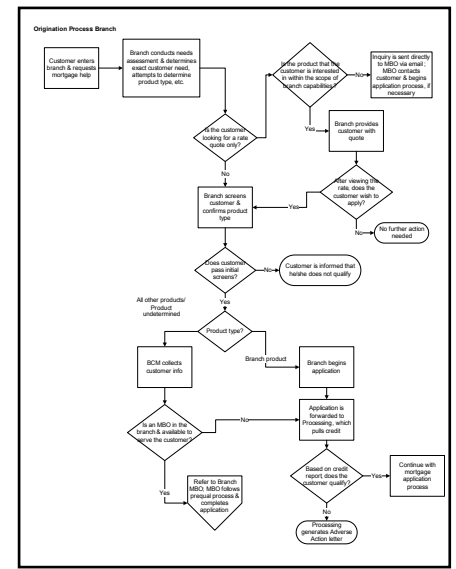 Origination Process Branch
Customer enters
branch & requests
mortgage help
Branch conducts needs
assessment & determines
exact customer need,
attempts to determine
product type, etc.
Is the product that the
customer is interested
in within the scope of
branch capabilities?
No
Inquiry is sent directly
to MBO via email; MBO
contacts customer &
begins application
process, if necessary
Yes
Is the customer
looking for a rate
quote only?
Branch provides
customer with
quote
No
After viewing the
rate, does the
customer wish to
apply?
Yes
Branch screens
customer &
confirms product
type
No
No further action
needed
Does customer
pass initial
screens?
No
Customer is informed that
he/she does not qualify
Yes
All other products/
Product
undetermined
Product type?
Branch product
BCM collects
customer info
Branch begins
application
Is an MBO in the
branch & available to
serve the customer?
No
Application is
forwarded to
Processing, which
pulls credit
Yes
Based on credit
report, does the
customer qualify?
Yes
Continue with
mortgage
application
process
Refer to Branch
MBO; MBO follows
prequal process &
completes
application
No
Processing
generates Adverse
Action letter